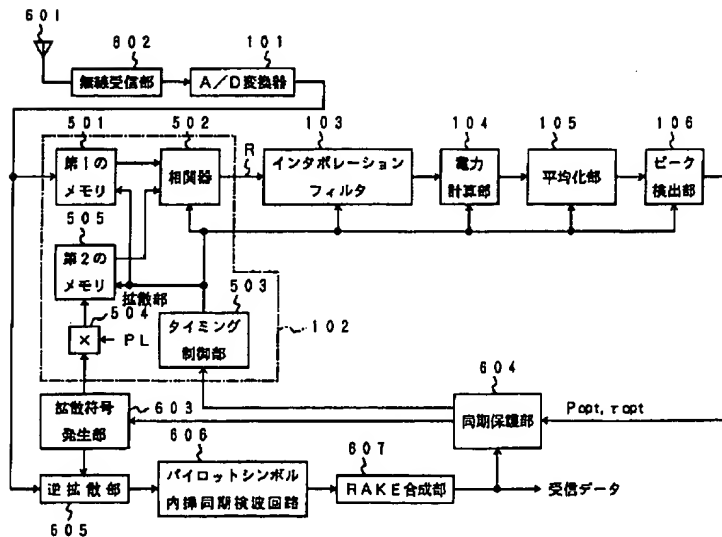 601
602
101
無線受信部
A/D変換器
501
502
103
104
105
106
第1の
メモリ
相関器
R
インタポレーション
フィルタ
電力
計算部
平均化部
ピーク
検出部
505
第2の
メモリ
拡散部
503
504
×
PL
タイミング
制御部
102
604
拡散符号
発生部
603
同期保護部
Popt, τopt
606
607
逆拡散部
パイロットシンボル
内挿同期検波回路
RAKE合成部
受信データ
605